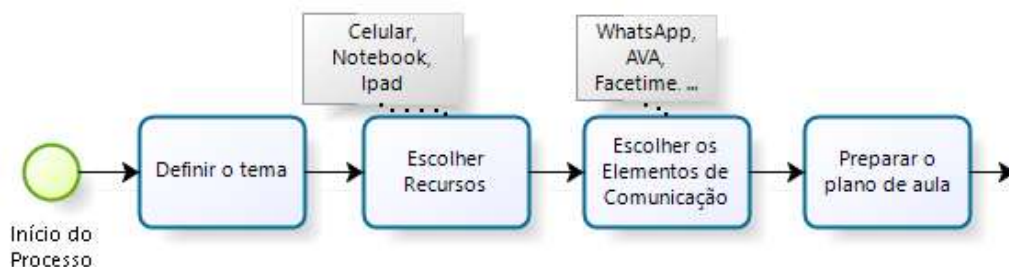 Celular,
Notebook,
Ipad
WhatsApp,
AVA,
Facetime. ...
Início do
Processo
Definir o tema
Escolher
Recursos
Escolher os
Elementos de
Comunicação
Preparar o
plano de aula